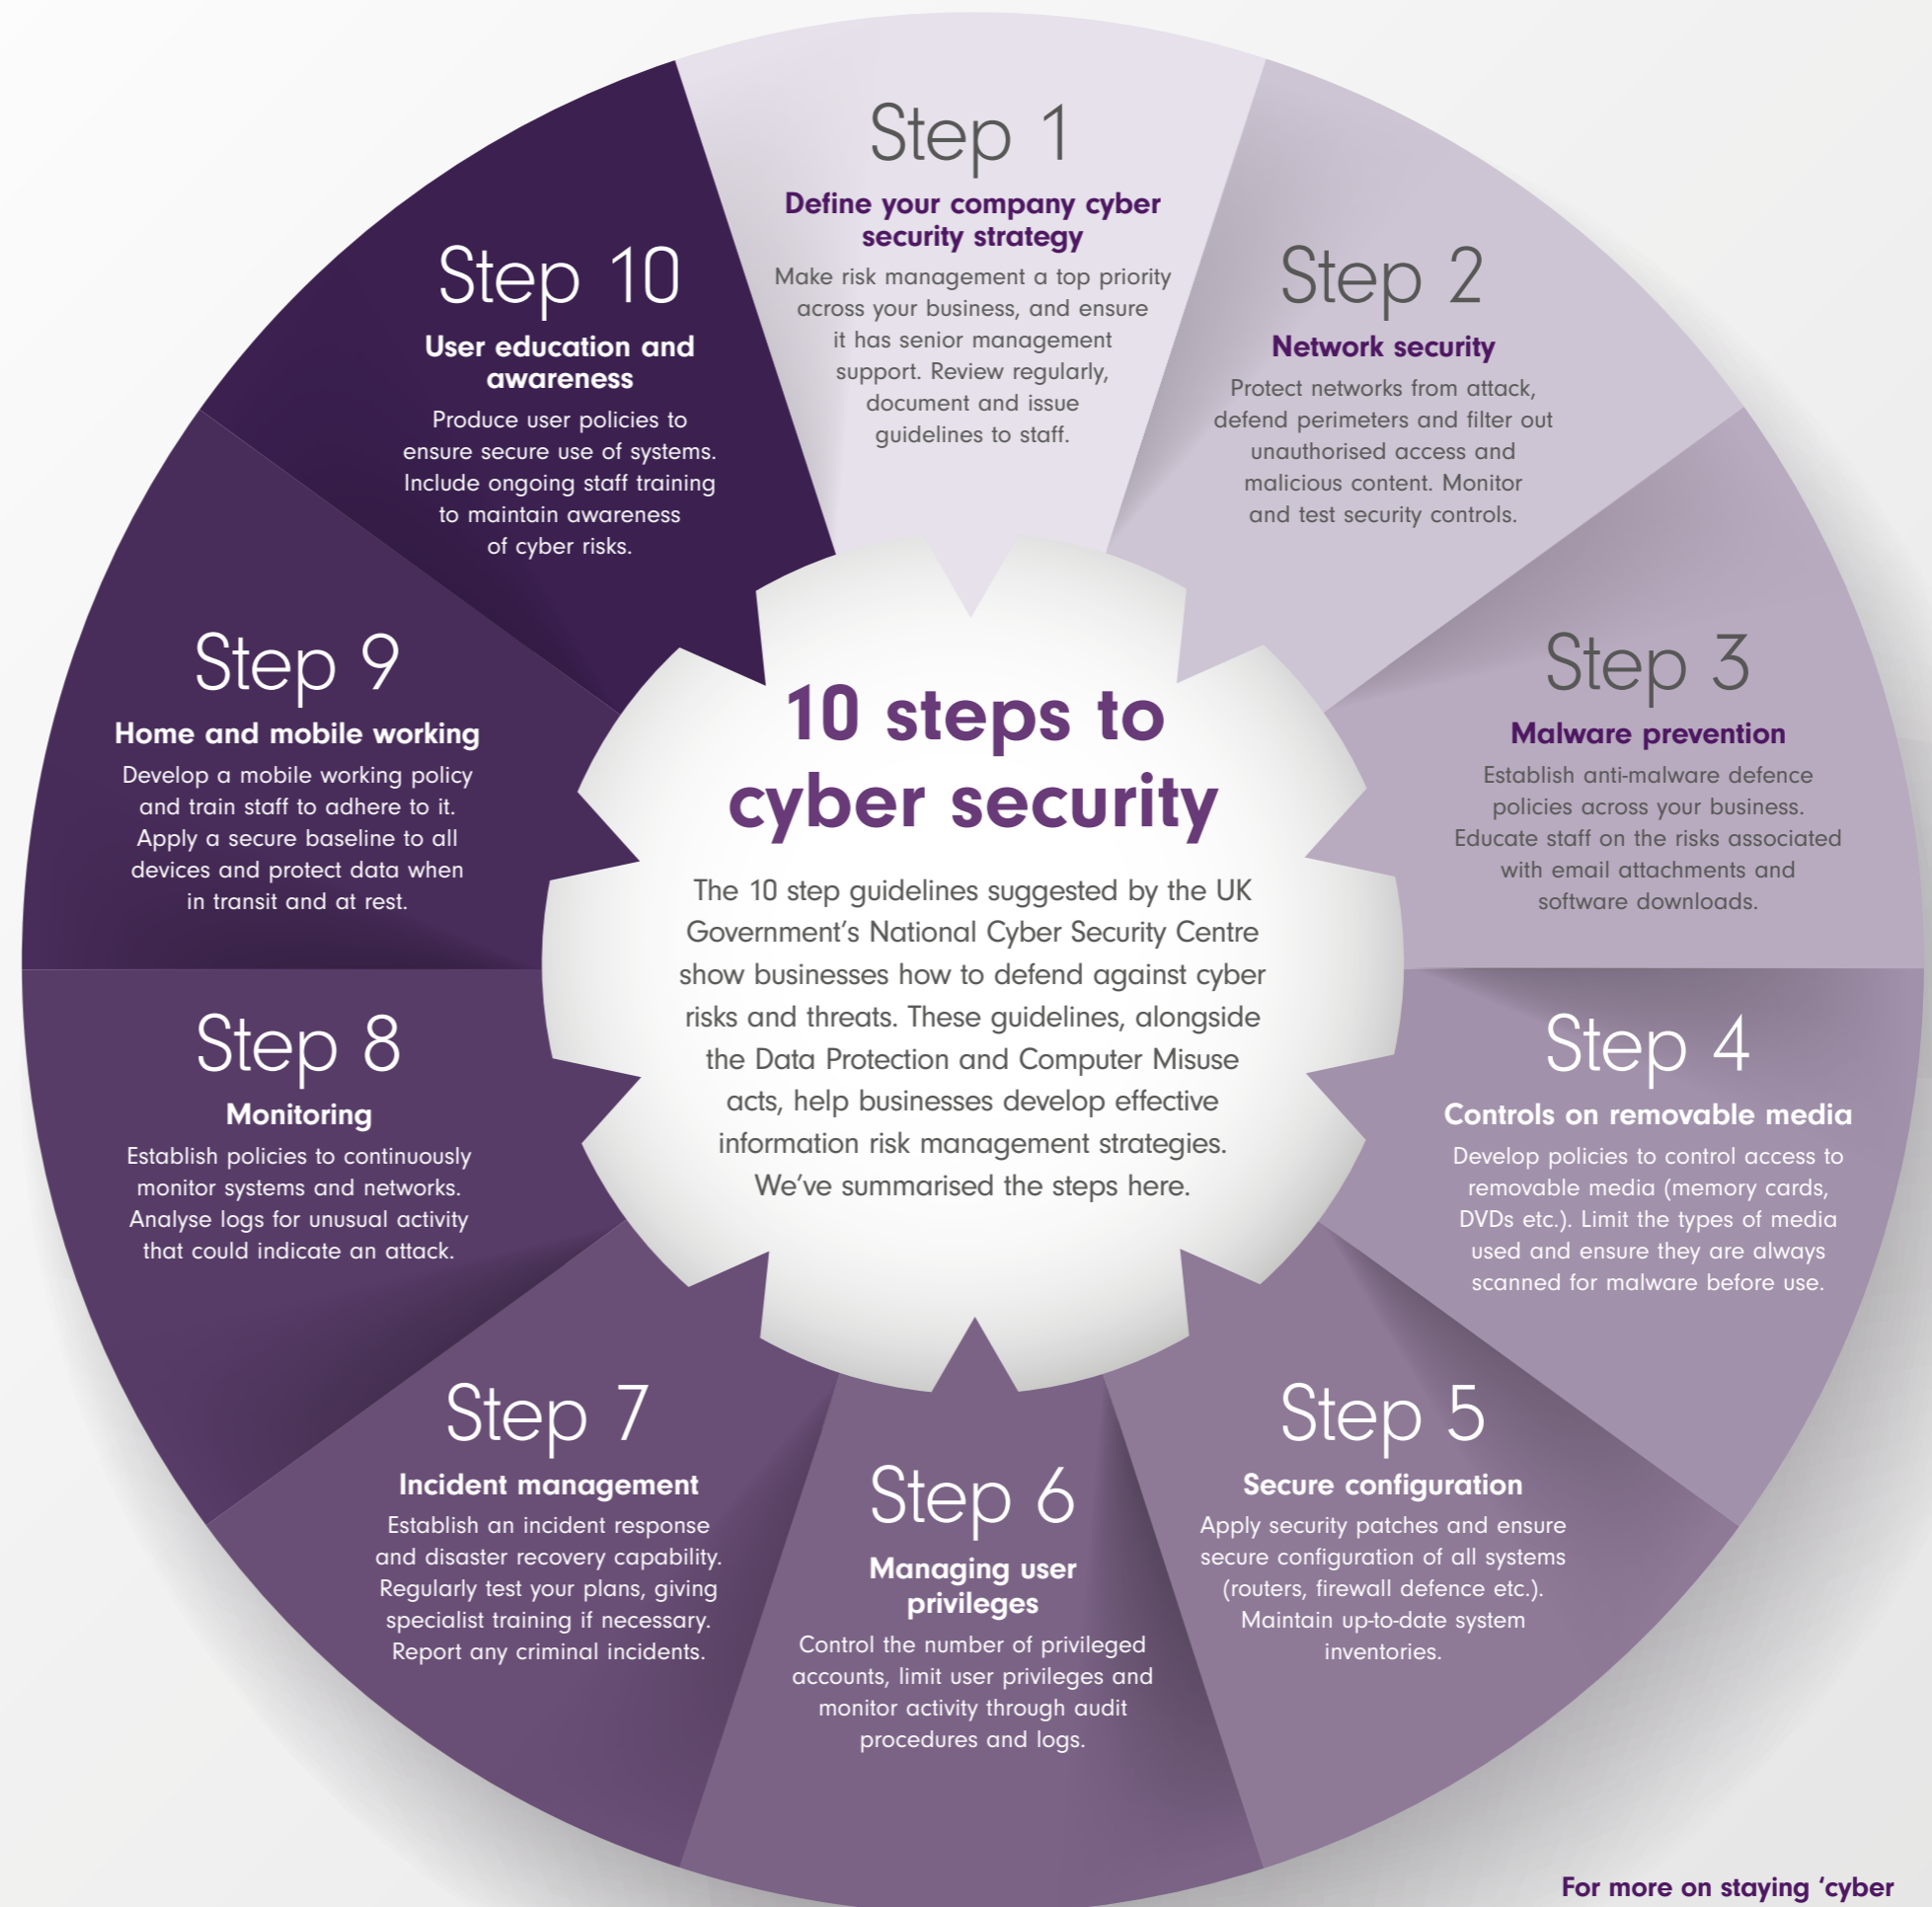 10 steps to
cyber security
The 10 step guidelines suggested by the UK
Government's National Cyber Security Centre
show businesses how to defend against cyber
risks and threats. These guidelines, alongside
the Data Protection and Computer Misuse
acts, help businesses develop effective
information risk management strategies.
We've summarised the steps here.
Step 1
Define your company cyber
security strategy
Make risk management a top priority
across your business, and ensure
it has senior management
support. Review regularly,
document and issue
guidelines to staff.
Step 2
Network security
Protect networks from attack,
defend perimeters and filter out
unauthorised access and
malicious content. Monitor
and test security controls.
Step 3
Malware prevention
Establish anti-malware defence
policies across your business.
Educate staff on the risks associated
with email attachments and
software downloads.
Step 4
Controls on removable media
Develop policies to control access to
removable media (memory cards,
DVDs etc.). Limit the types of media
used and ensure they are always
scanned for malware before use.
Step 5
Secure configuration
Apply security patches and ensure
secure configuration of all systems
(routers, firewall defence etc.).
Maintain up-to-date system
inventories.
Step 6
Managing user
privileges
Control the number of privileged
accounts, limit user privileges and
monitor activity through audit
procedures and logs.
Step 7
Incident management
Establish an incident response
and disaster recovery capability.
Regularly test your plans, giving
specialist training if necessary.
Report any criminal incidents.
Step 8
Monitoring
Establish policies to continuously
monitor systems and networks.
Analyse logs for unusual activity
that could indicate an attack.
Step 9
Home and mobile working
Develop a mobile working policy
and train staff to adhere to it.
Apply a secure baseline to all
devices and protect data when
in transit and at rest.
Step 10
User education and
awareness
Produce user policies to
ensure secure use of systems.
Include ongoing staff training
to maintain awareness
of cyber risks.
For more on staying ‘cyber